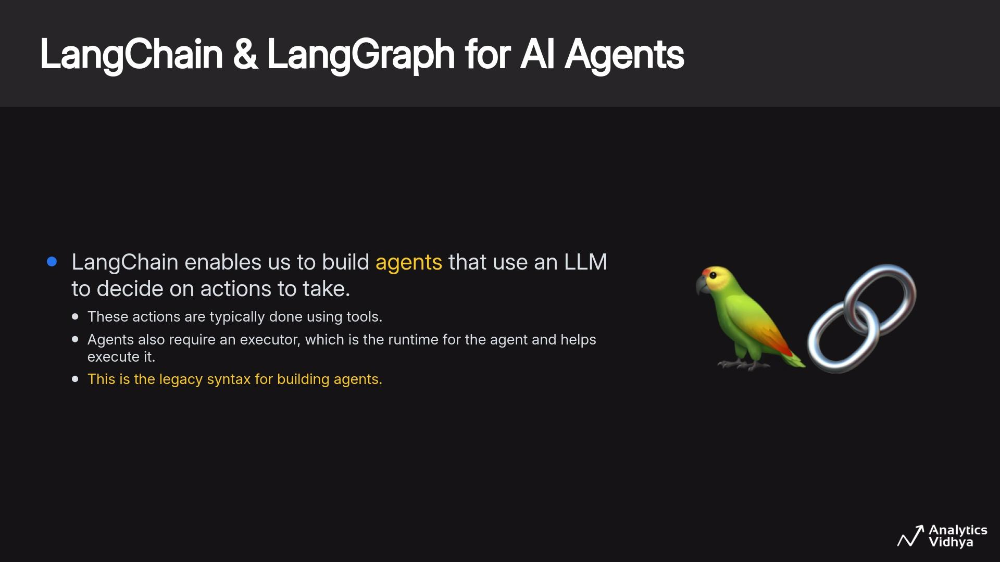 LangChain & LangGraph for AI Agents
LangChain enables us to build agents that use an LLM
to decide on actions to take.
These actions are typically done using tools.
Agents also require an executor, which is the runtime for the agent and helps
execute it.
This is the legacy syntax for building agents.
Analytics
Vidhya